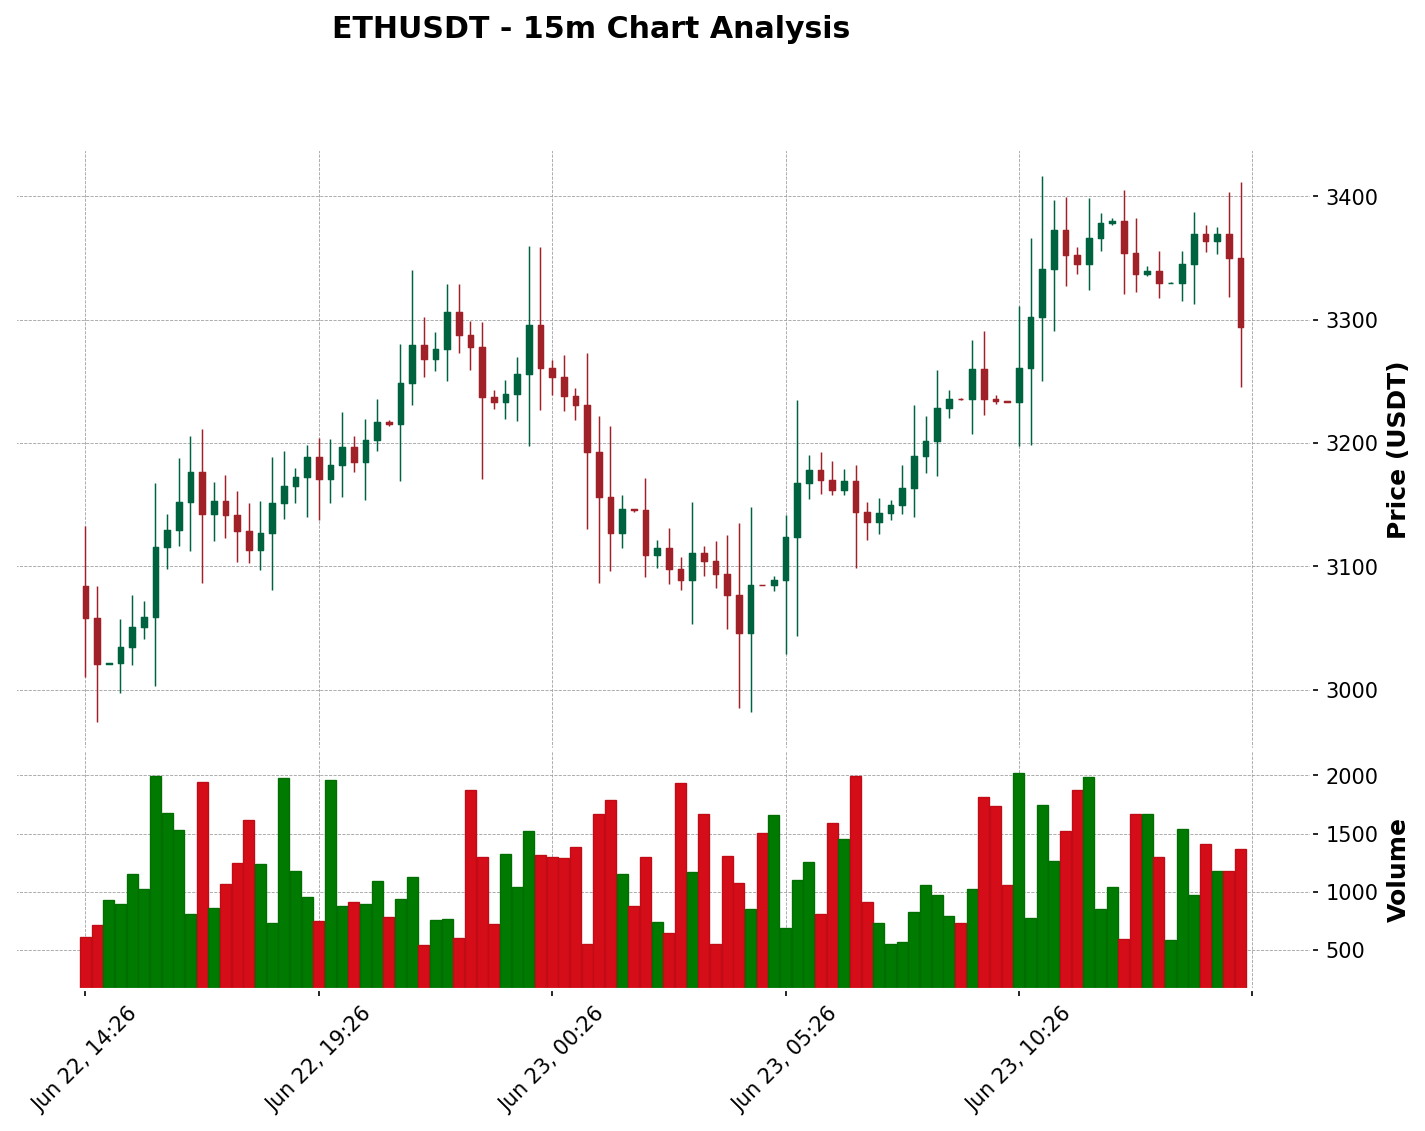 ETHUSDT - 15m Chart Analysis
3400
3300
3200
3100
3000
Price (USDT)
2000
1500
1000
500
Volume
Jun 22, 14:26
Jun 22, 19:26
Jun 23, 00:26
Jun 23, 05:26
Jun 23, 10:26